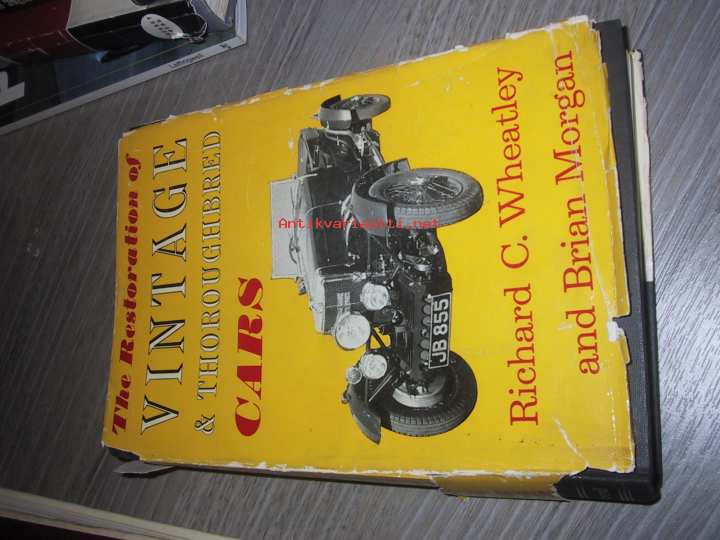 The Restoration of
VINTAGE
& THOROUGHBRED
CARS
JB 855
Richard C. Wheatley
and Brian Morgan
Antikvariaatti.net